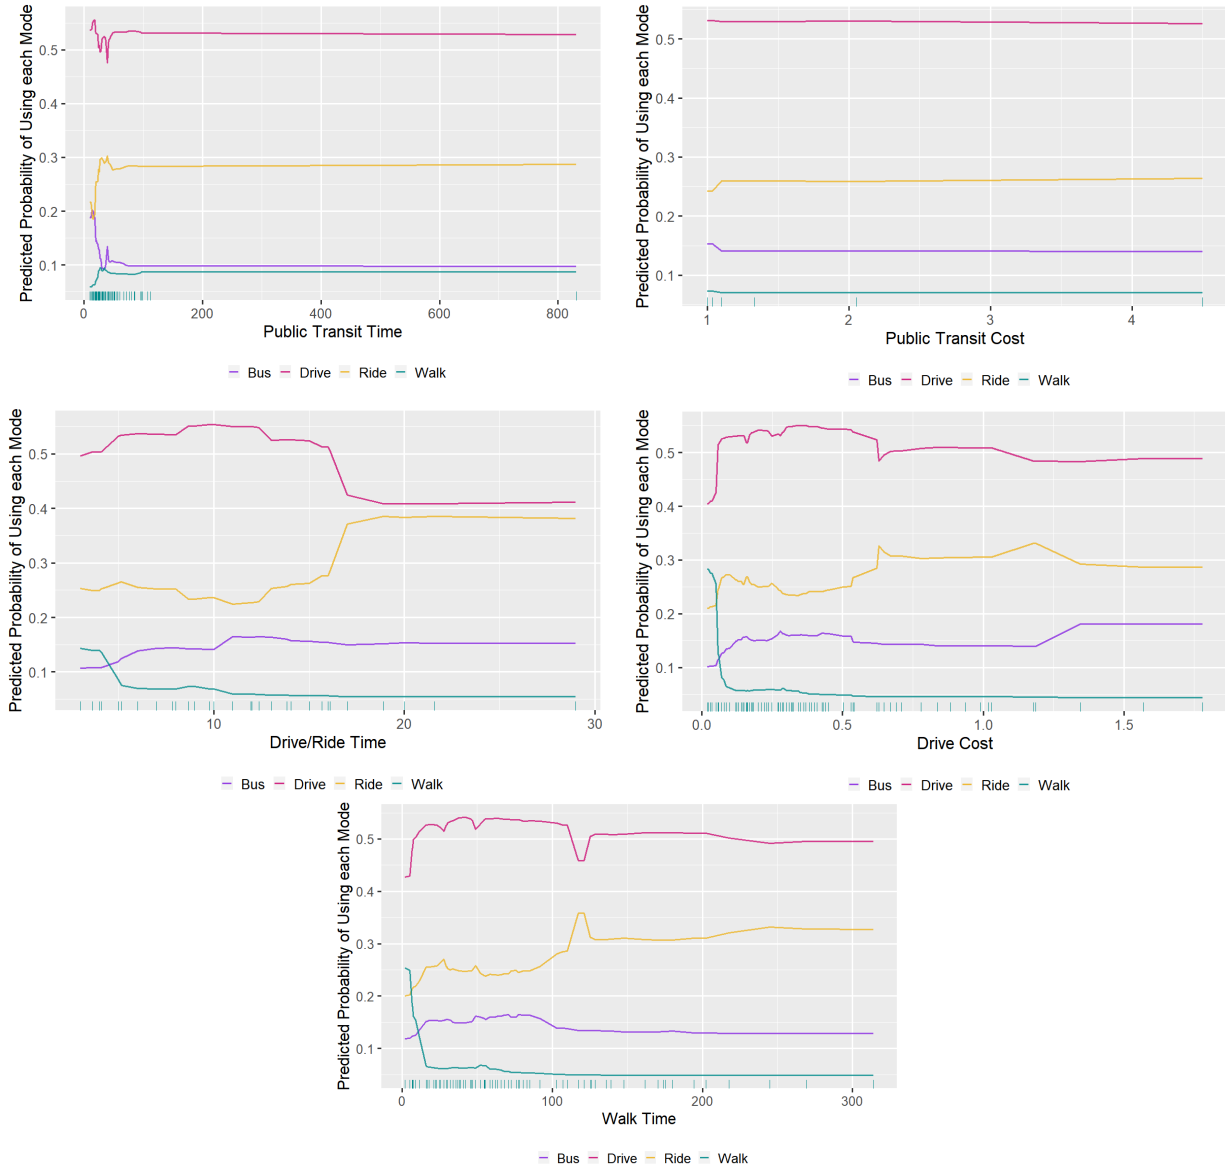 Predicted Probability of Using each Mode
0.5
0.4
0.3
0.2
0.1
0 200 400 600 800
Public Transit Time
Bus Drive Ride Walk
Predicted Probability of Using each Mode
0.5
0.4
0.3
0.2
0.1
1 2 3 4
Public Transit Cost
Bus Drive Ride Walk
Predicted Probability of Using each Mode
0.5
0.4
0.3
0.2
0.1
10 20 30
Drive/Ride Time
Bus Drive Ride Walk
Predicted Probability of Using each Mode
0.5
0.4
0.3
0.2
0.1
0.0 0.5 1.0 1.5
Drive Cost
Bus Drive Ride Walk
Predicted Probability of Using each Mode
0.5
0.4
0.3
0.2
0.1
0 100 200 300
Walk Time
Bus Drive Ride Walk